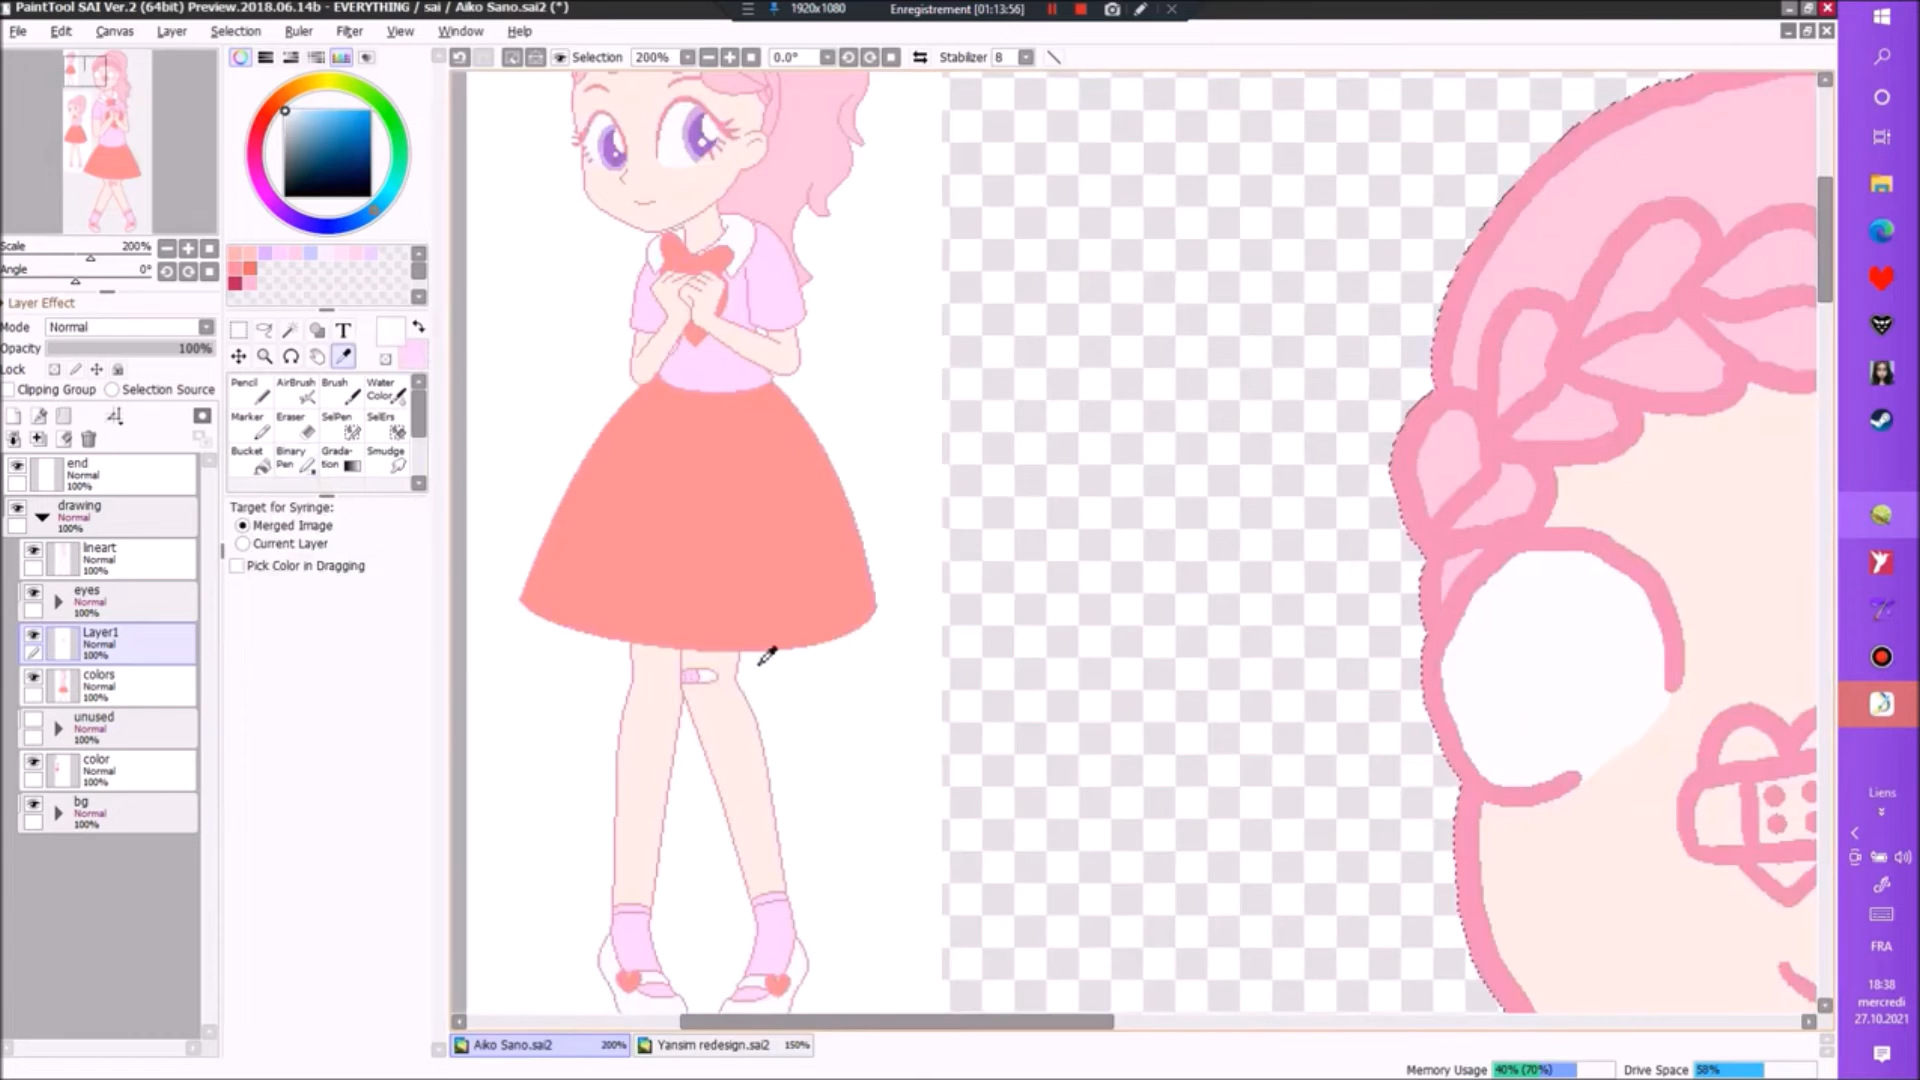 PaintTool SAI Ver.2 (64bit) Preview.2018.06.14b - EVERYTHING / sai / Aiko Sano.sai2 (*)
1920x1080
Enregistrement [01:13:56]
File Edit Canvas Layer Selection Ruler Filter View Window Help
Selection 200% 0.0° Stabilizer 8
Scale 200%
Angle 0°
Layer Effect
Mode Normal
Opacity 100%
Lock
Clipping Group Selection Source
end
Normal
100%
drawing
Normal
100%
lineart
Normal
100%
eyes
Normal
100%
Layer1
Normal
100%
colors
Normal
100%
unused
Normal
100%
color
Normal
100%
bg
Normal
100%
T
Pencil AirBrush Brush Water Color
Marker Eraser SelPen SelErs
Bucket Binary Pen Grada-tion Smudge
Target for Syringe:
Merged Image
Current Layer
Pick Color in Dragging
Aiko Sano.sai2 200% Yansim redesign.sai2 150%
Memory Usage 40% (70%) Drive Space 58%
Liens
FRA
18:38
mercredi
27.10.2021